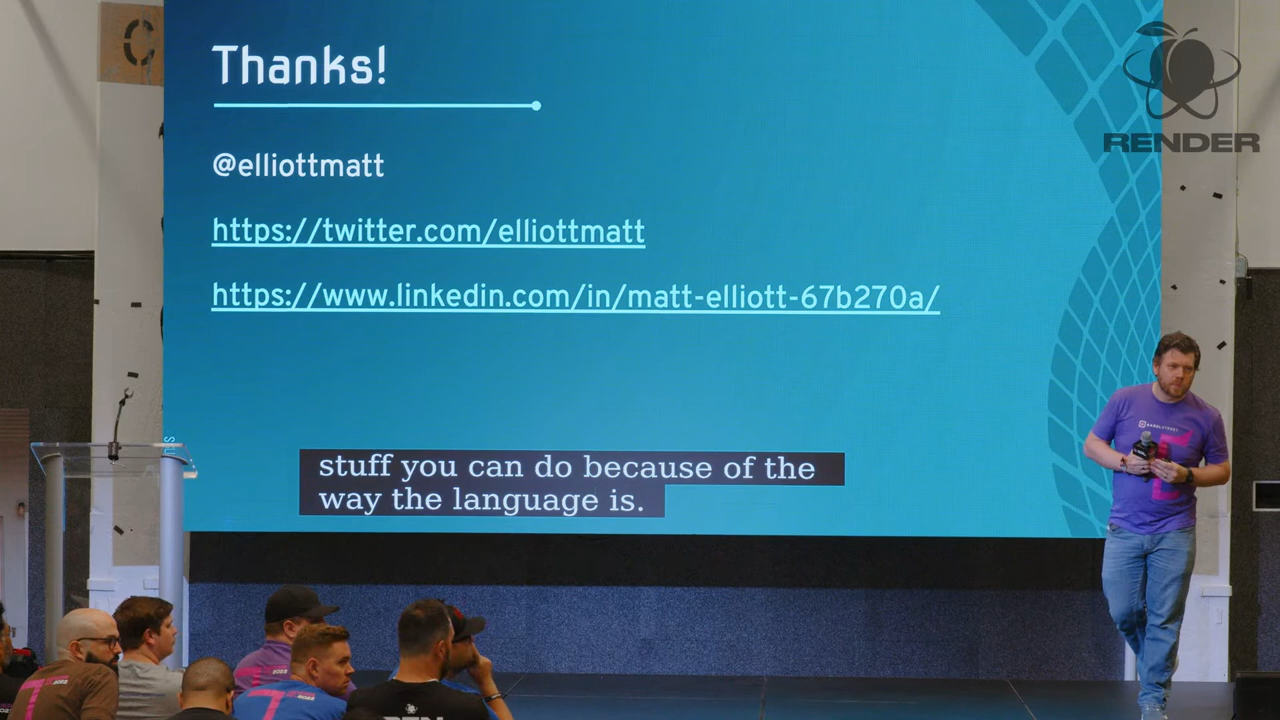 Thanks!
@elliottmatt
https://twitter.com/elliottmatt
https://www.linkedin.com/in/matt-elliott-67b270a/
RENDER
stuff you can do because of the
way the language is.